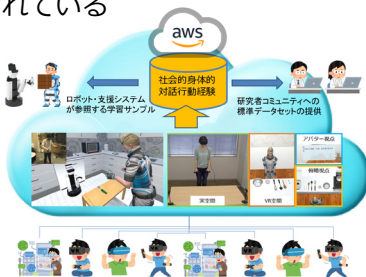 れている
aws
社会的身体的
対話行動経験
ロボット・支援システム
が参照する学習サンプル
研究者コミュニティへの
標準データセットの提供
アバター視点
俯瞰視点
実空間
VR空間